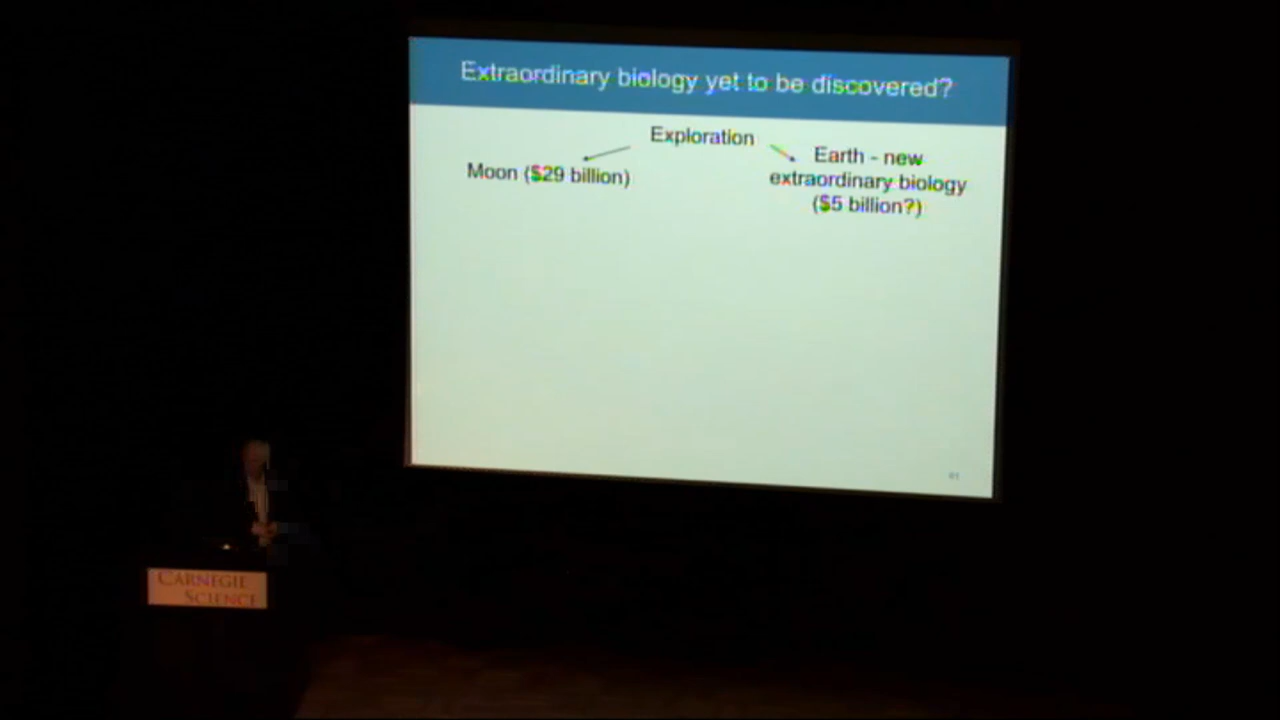 Extraordinary biology yet to be discovered?
Exploration
Moon ($29 billion)
Earth - new
extraordinary biology
($5 billion?)
CARNEGIE
SCIENCE